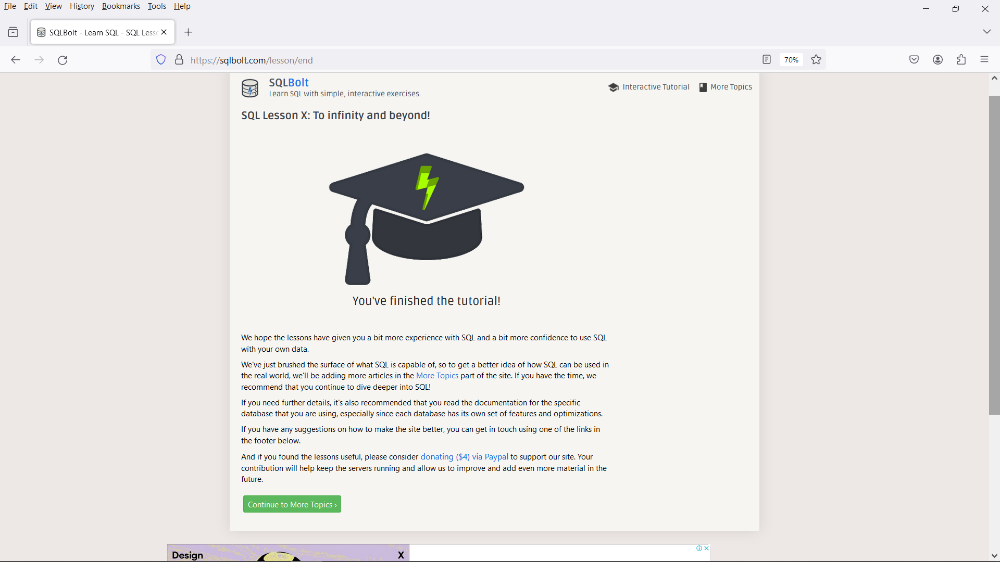 File Edit View History Bookmarks Tools Help
SQLBolt - Learn SQL - SQL Less
https://sqlbolt.com/lesson/end
70%
SQLBolt
Learn SQL with simple, interactive exercises.
Interactive Tutorial
More Topics
SQL Lesson X: To infinity and beyond!
You've finished the tutorial!
We hope the lessons have given you a bit more experience with SQL and a bit more confidence to use SQL
with your own data.
We've just brushed the surface of what SQL is capable of, so to get a better idea of how SQL can be used in
the real world, we'll be adding more articles in the More Topics part of the site. If you have the time, we
recommend that you continue to dive deeper into SQL!
If you need further details, it's also recommended that you read the documentation for the specific
database that you are using, especially since each database has its own set of features and optimizations.
If you have any suggestions on how to make the site better, you can get in touch using one of the links in
the footer below.
And if you found the lessons useful, please consider donating ($4) via Paypal to support our site. Your
contribution will help keep the servers running and allow us to improve and add even more material in the
future.
Continue to More Topics ›
Design
X